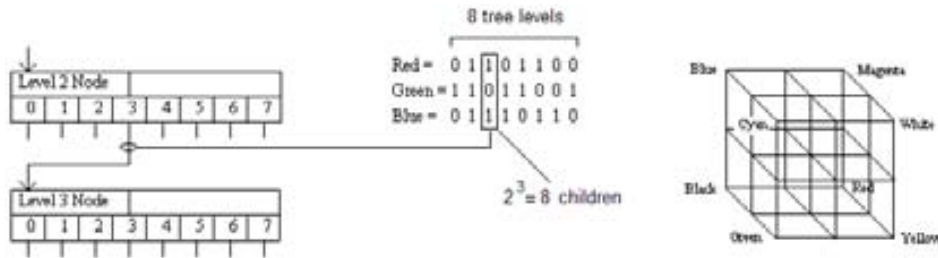 8 tree levels
Level 2 Node
0 1 2 3 4 5 6 7
Red = 0 1 1 0 1 1 0 0
Green = 1 1 0 1 1 0 0 1
Blue = 0 1 1 1 0 1 1 0
2^3 = 8 children
Level 3 Node
0 1 2 3 4 5 6 7
Blue Magenta
Cyan White
Black Red
Green Yellow